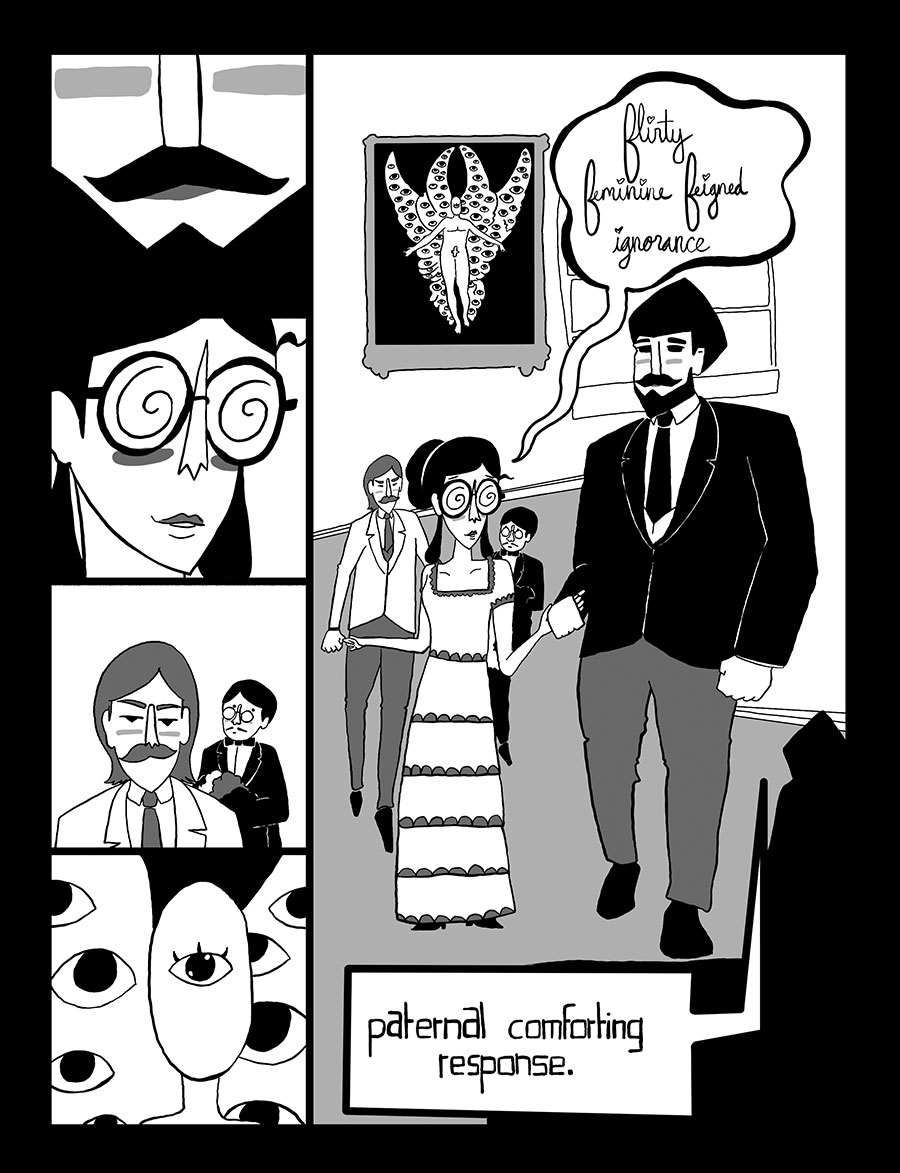 flirty
feminine feigned
ignorance
paternal comforting
response.